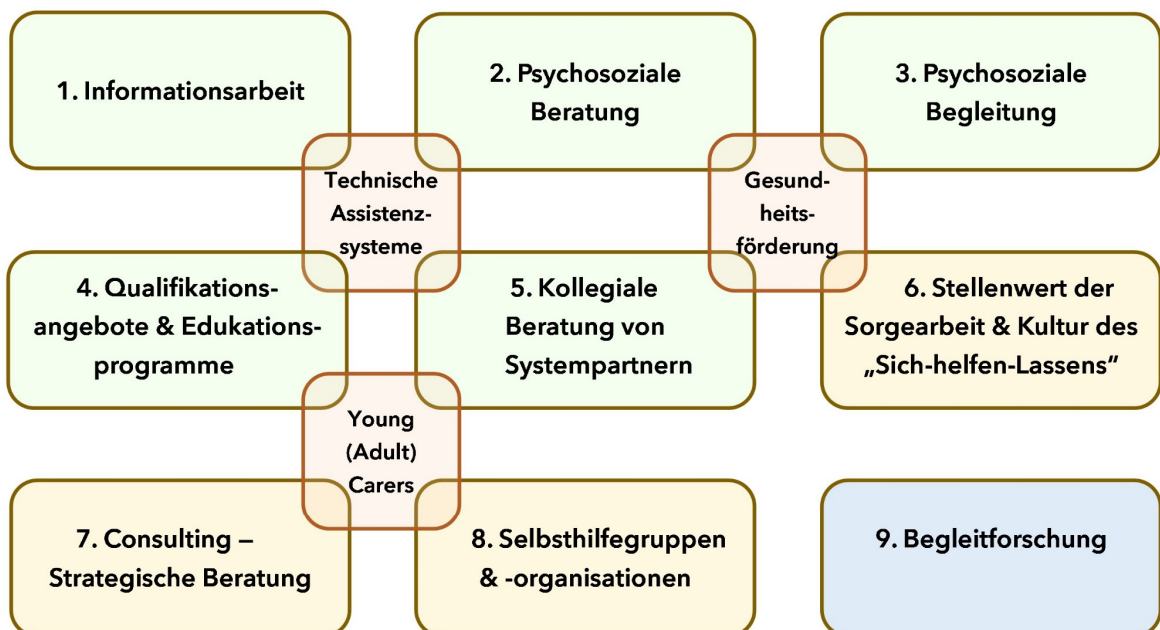 1. Informationsarbeit
2. Psychosoziale
Beratung
3. Psychosoziale
Begleitung
Technische
Assistenz-
systeme
Gesund-
heits-
förderung
4. Qualifikations-
angebote & Edukations-
programme
5. Kollegiale
Beratung von
Systempartnern
6. Stellenwert der
Sorgearbeit & Kultur des
„Sich-helfen-Lassens“
Young
(Adult)
Carers
7. Consulting –
Strategische Beratung
8. Selbsthilfegruppen
& -organisationen
9. Begleitforschung